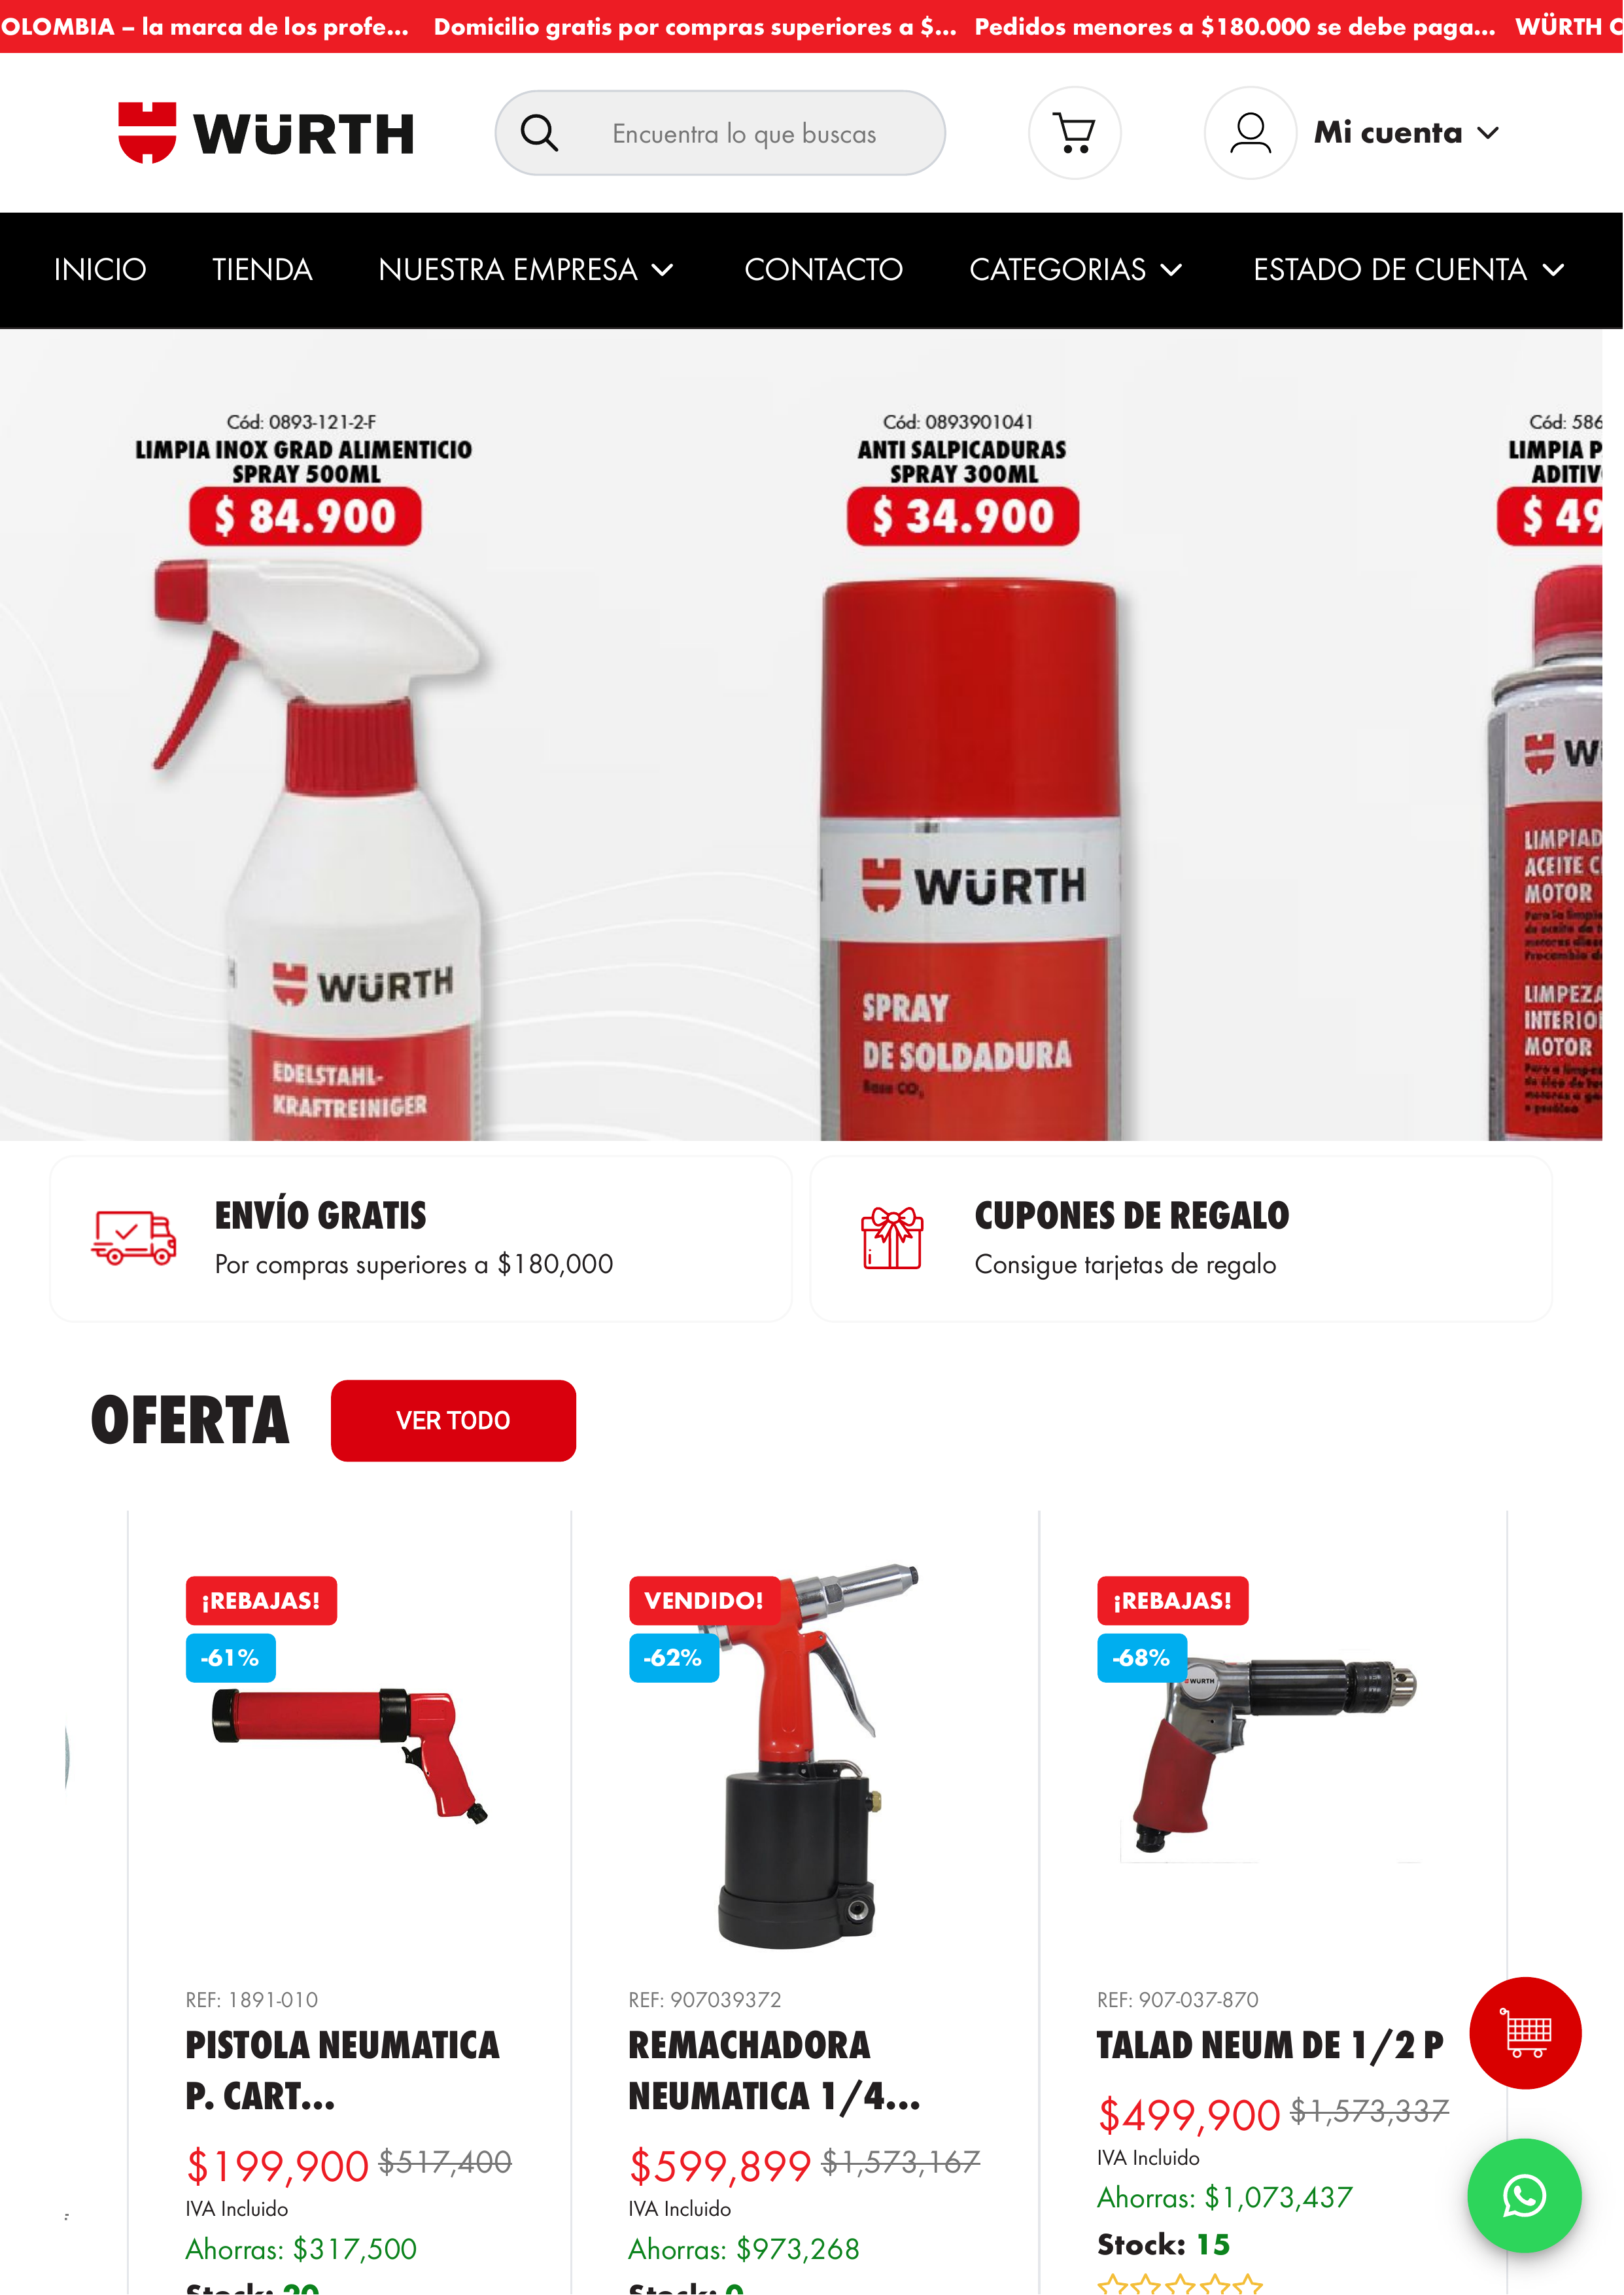 OLOMBIA – la marca de los profe... Domicilio gratis por compras superiores a $... Pedidos menores a $180.000 se debe paga... WÜRTH C
WÜRTH
Encuentra lo que buscas
Mi cuenta
INICIO TIENDA NUESTRA EMPRESA CONTACTO CATEGORIAS ESTADO DE CUENTA
Cód: 0893-121-2-F
LIMPIA INOX GRAD ALIMENTICIO
SPRAY 500ML
$ 84.900
WÜRTH
EDELSTAHL-
KRAFTREINIGER
Cód: 0893901041
ANTI SALPICADURAS
SPRAY 300ML
$ 34.900
WÜRTH
SPRAY
DE SOLDADURA
Base CO₂
Cód: 586
LIMPIA P
ADITIV
$ 49
WÜ
LIMPIAD
ACEITE C
MOTOR
LIMPEZA
INTERIO
MOTOR
ENVÍO GRATIS
Por compras superiores a $180,000
CUPONES DE REGALO
Consigue tarjetas de regalo
OFERTA
VER TODO
¡REBAJAS!
-61%
REF: 1891-010
PISTOLA NEUMATICA
P. CART...
$199,900 $517,400
IVA Incluido
Ahorras: $317,500
Stock: 20
VENDIDO!
-62%
REF: 907039372
REMACHADORA
NEUMATICA 1/4...
$599,899 $1,573,167
IVA Incluido
Ahorras: $973,268
Stock: 0
¡REBAJAS!
-68%
WÜRTH
REF: 907-037-870
TALAD NEUM DE 1/2 P
$499,900 $1,573,337
IVA Incluido
Ahorras: $1,073,437
Stock: 15